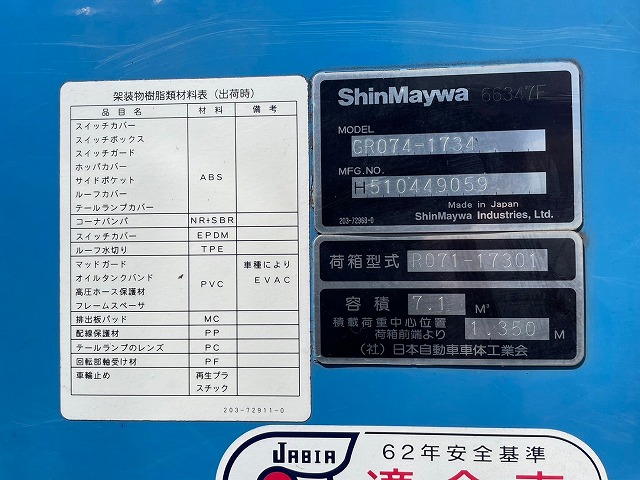 架装物樹脂類材料表（出荷時）
品目名 材料 備考
スイッチカバー
スイッチボックス
スイッチガード
ホッパカバー
サイドポケット
ルーフカバー
テールランプカバー
ABS
コーナバンパ NR+SBR
スイッチカバー EPDM
ルーフ水切り TPE
マッドガード
オイルタンクバンド
高圧ホース保護材
フレームスペーサ
PVC
車種により
EVAC
排出板パッド MC
配線保護材 PP
テールランプのレンズ PC
回転部軸受け材 PF
車輪止め 再生プラ
スチック
203-72911-0
ShinMaywa 66347F
MODEL
GR074-1734
MFG.NO.
H510449059
Made in Japan
203-72969-0 ShinMaywa Industries, Ltd.
荷箱型式 R071-17301
容積 7.1 M³
積載荷重中心位置
荷箱前端より 1.350 M
（社）日本自動車車体工業会
JABIA
62年安全基準
適合車